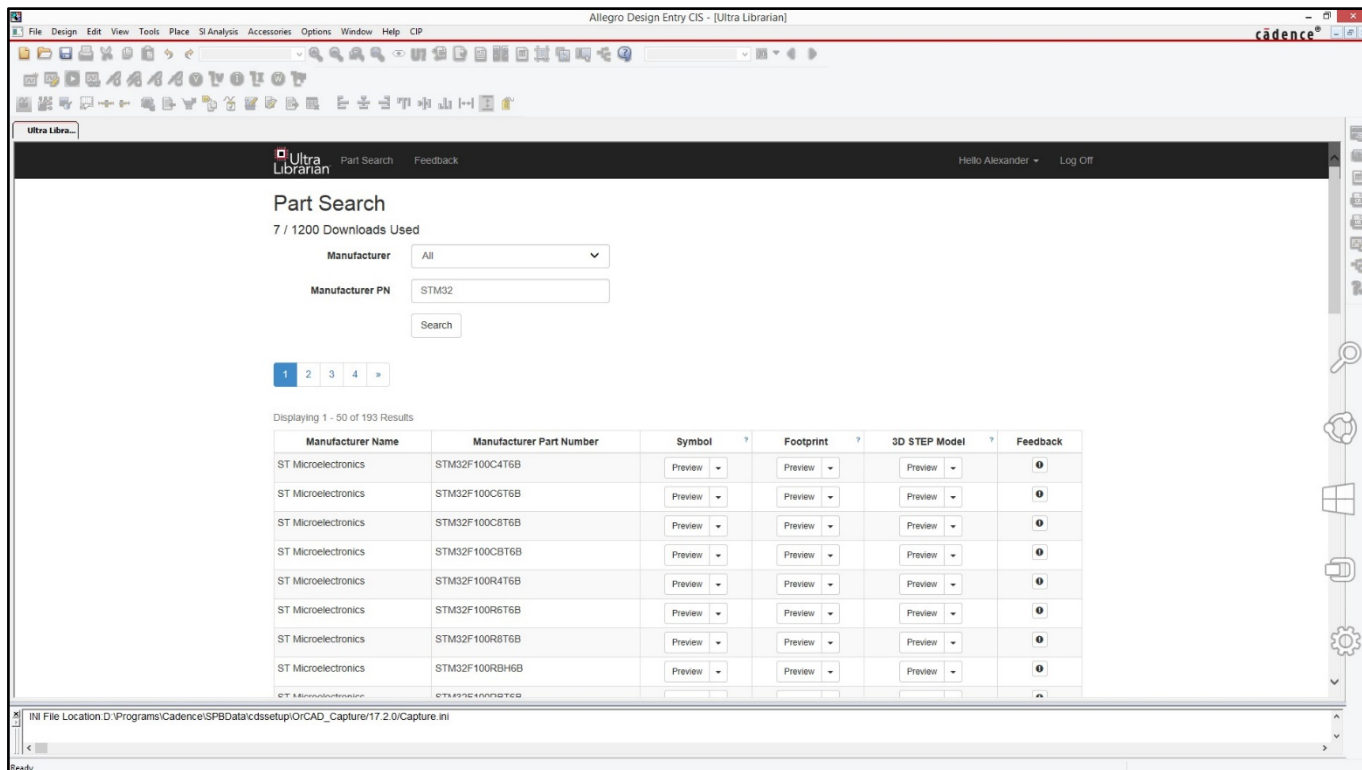 Allegro Design Entry CIS - [Ultra Librarian]
File Design Edit View Tools Place SI Analysis Accessories Options Window Help CIP
cādence®
Ultra Libra...
Ultra Librarian Part Search Feedback Hello Alexander Log Off
Part Search
7 / 1200 Downloads Used
Manufacturer All
Manufacturer PN STM32
Search
1 2 3 4 »
Displaying 1 - 50 of 193 Results
Manufacturer Name Manufacturer Part Number Symbol ? Footprint ? 3D STEP Model ? Feedback
ST Microelectronics STM32F100C4T6B Preview Preview Preview
ST Microelectronics STM32F100C6T6B Preview Preview Preview
ST Microelectronics STM32F100C8T6B Preview Preview Preview
ST Microelectronics STM32F100CBT6B Preview Preview Preview
ST Microelectronics STM32F100R4T6B Preview Preview Preview
ST Microelectronics STM32F100R6T6B Preview Preview Preview
ST Microelectronics STM32F100R8T6B Preview Preview Preview
ST Microelectronics STM32F100RBH6B Preview Preview Preview
ST Microelectronics STM32F100RBT6B
INI File Location:D:\Programs\Cadence\SPBData\cdssetup\OrCAD_Capture/17.2.0/Capture.ini
Ready